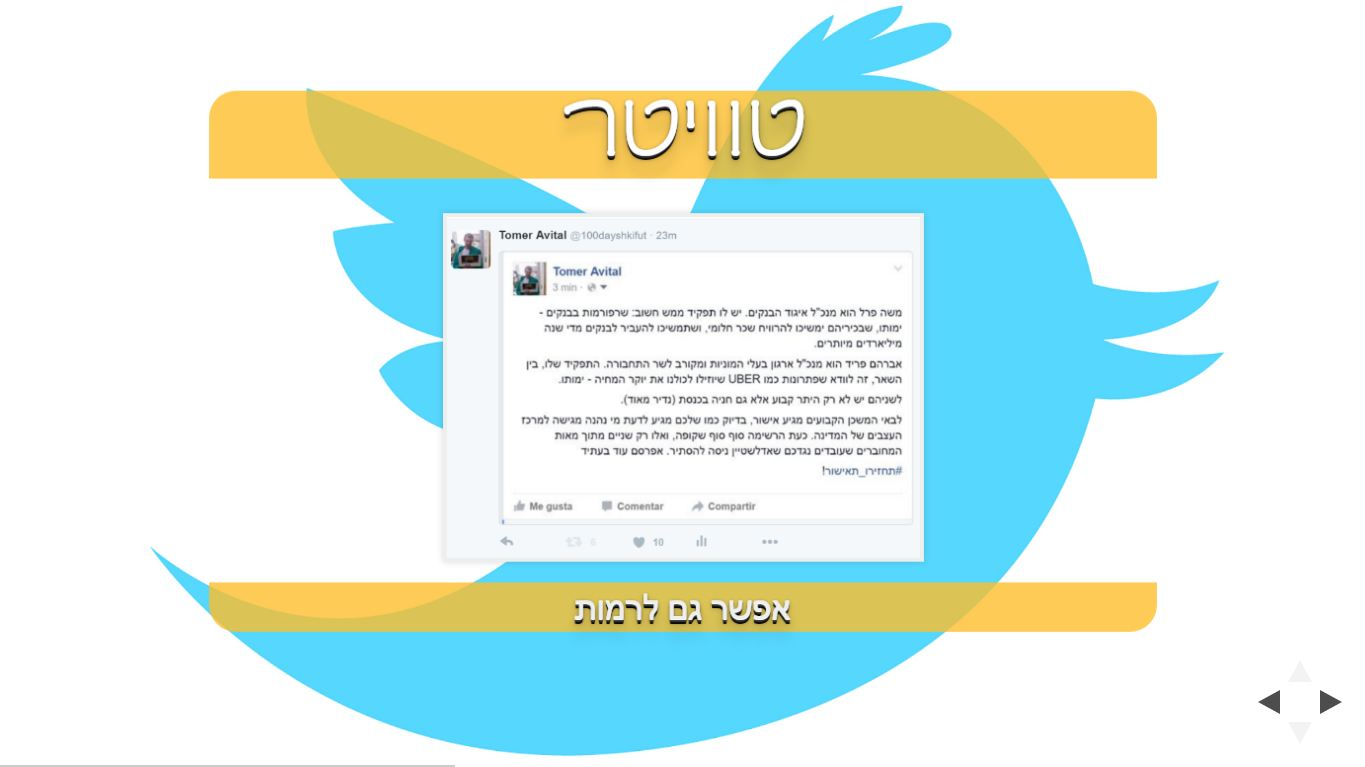 טוויטר
Tomer Avital @100dayshkifut · 23m
Tomer Avital
3 min ·
משה פרל הוא מנכ"ל איגוד הבנקים. יש לו תפקיד ממש חשוב: שרפורמות בבנקים -
ימותו, שבכיריהם ימשיכו להרוויח שכר חלומי, ושתמשיכו להעביר לבנקים מדי שנה
מיליארדים מיותרים.
אברהם פריד הוא מנכ"ל ארגון בעלי המוניות ומקורב לשר התחבורה. התפקיד שלו, בין
השאר, זה לוודא שפתרונות כמו UBER שיוזילו לכולנו את יוקר המחיה - ימותו.
לשניהם יש לא רק היתר קבוע אלא גם חניה בכנסת (נדיר מאוד).
לבאי המשכן הקבועים מגיע אישור, בדיוק כמו שלכם מגיע לדעת מי נהנה מגישה למרכז
העצבים של המדינה. כעת הרשימה סוף סוף שקופה, ואלו רק שניים מתוך מאות
המחוברים שעובדים נגדכם שאדלשטיין ניסה להסתיר. אפרסם עוד בעתיד
#תחזירו_תאישור!
Me gusta Comentar Compartir
6 10
אפשר גם לרמות